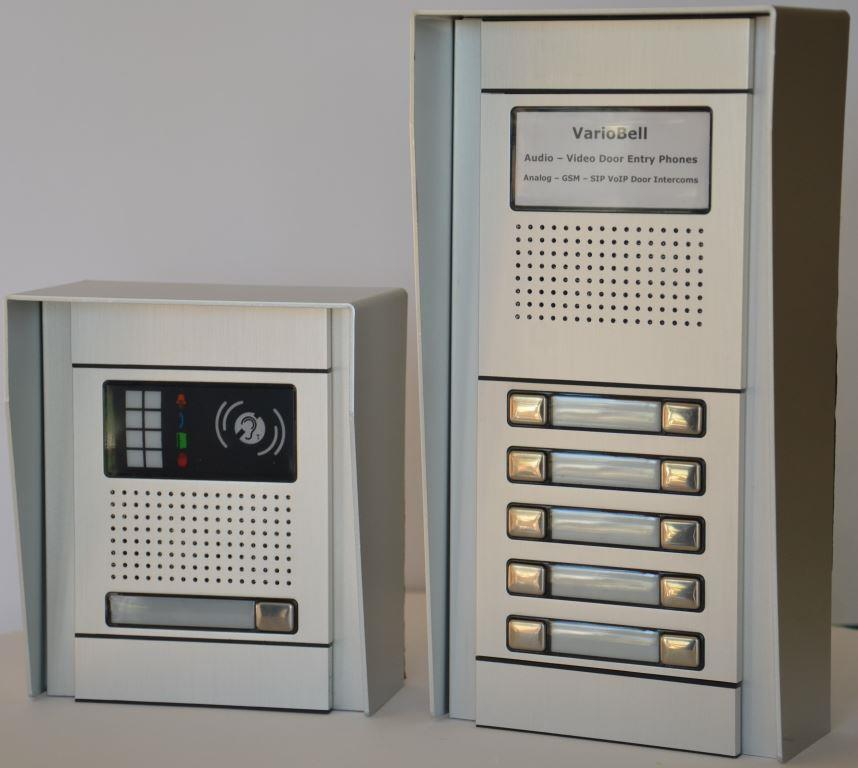 VarioBell
Audio – Video Door Entry Phones
Analog – GSM – SIP VoIP Door Intercoms
T